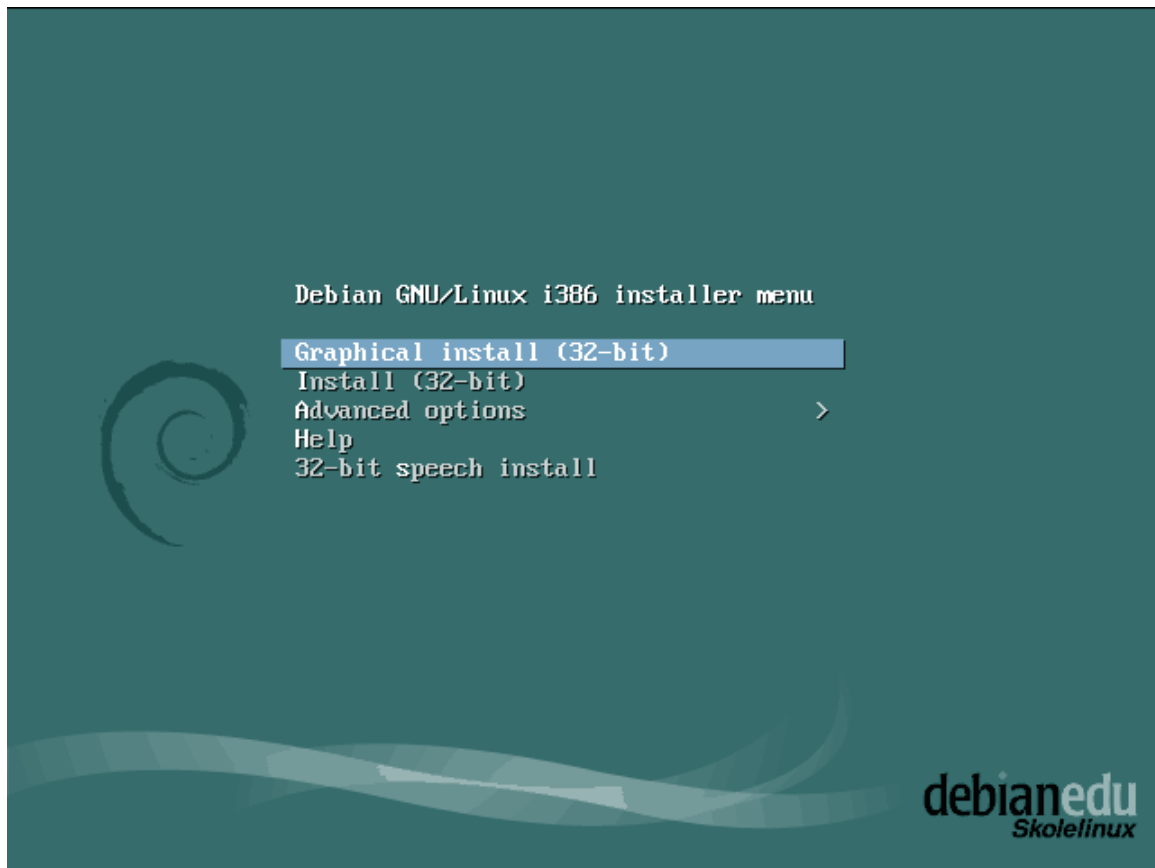 Debian GNU/Linux i386 installer menu
Graphical install (32-bit)
Install (32-bit)
Advanced options >
Help
32-bit speech install
debianedu
Skolelinux